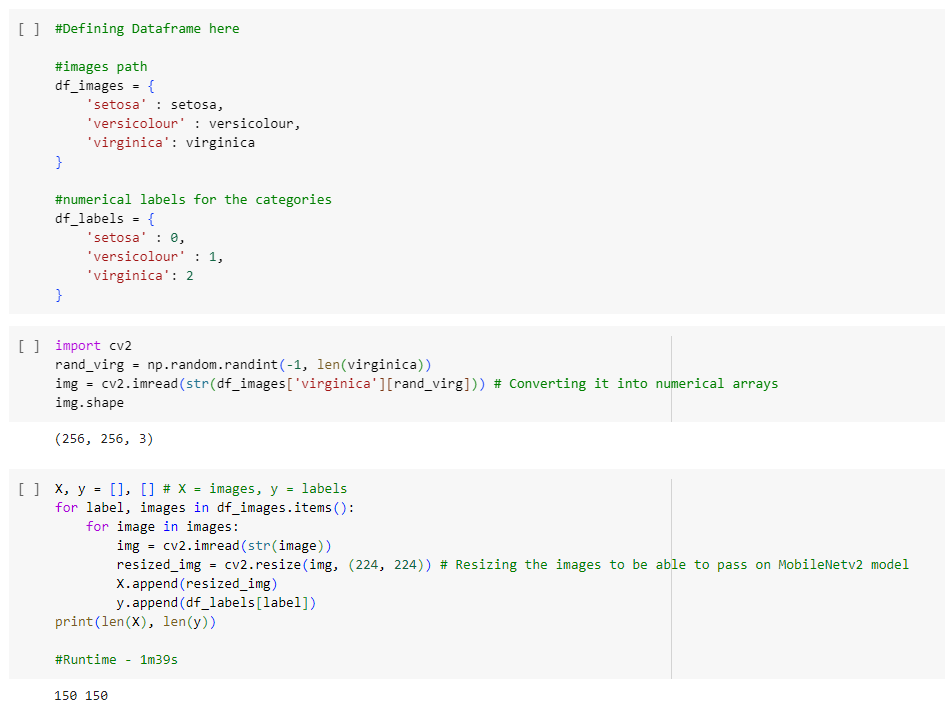 [ ] #Defining Dataframe here
#images path
df_images = {
'setosa' : setosa,
'versicolour' : versicolour,
'virginica': virginica
}
#numerical labels for the categories
df_labels = {
'setosa' : 0,
'versicolour' : 1,
'virginica': 2
}
[ ] import cv2
rand_virg = np.random.randint(-1, len(virginica))
img = cv2.imread(str(df_images['virginica'][rand_virg])) # Converting it into numerical arrays
img.shape
(256, 256, 3)
[ ] X, y = [], [] # X = images, y = labels
for label, images in df_images.items():
for image in images:
img = cv2.imread(str(image))
resized_img = cv2.resize(img, (224, 224)) # Resizing the images to be able to pass on MobileNetv2 model
X.append(resized_img)
y.append(df_labels[label])
print(len(X), len(y))
#Runtime - 1m39s
150 150